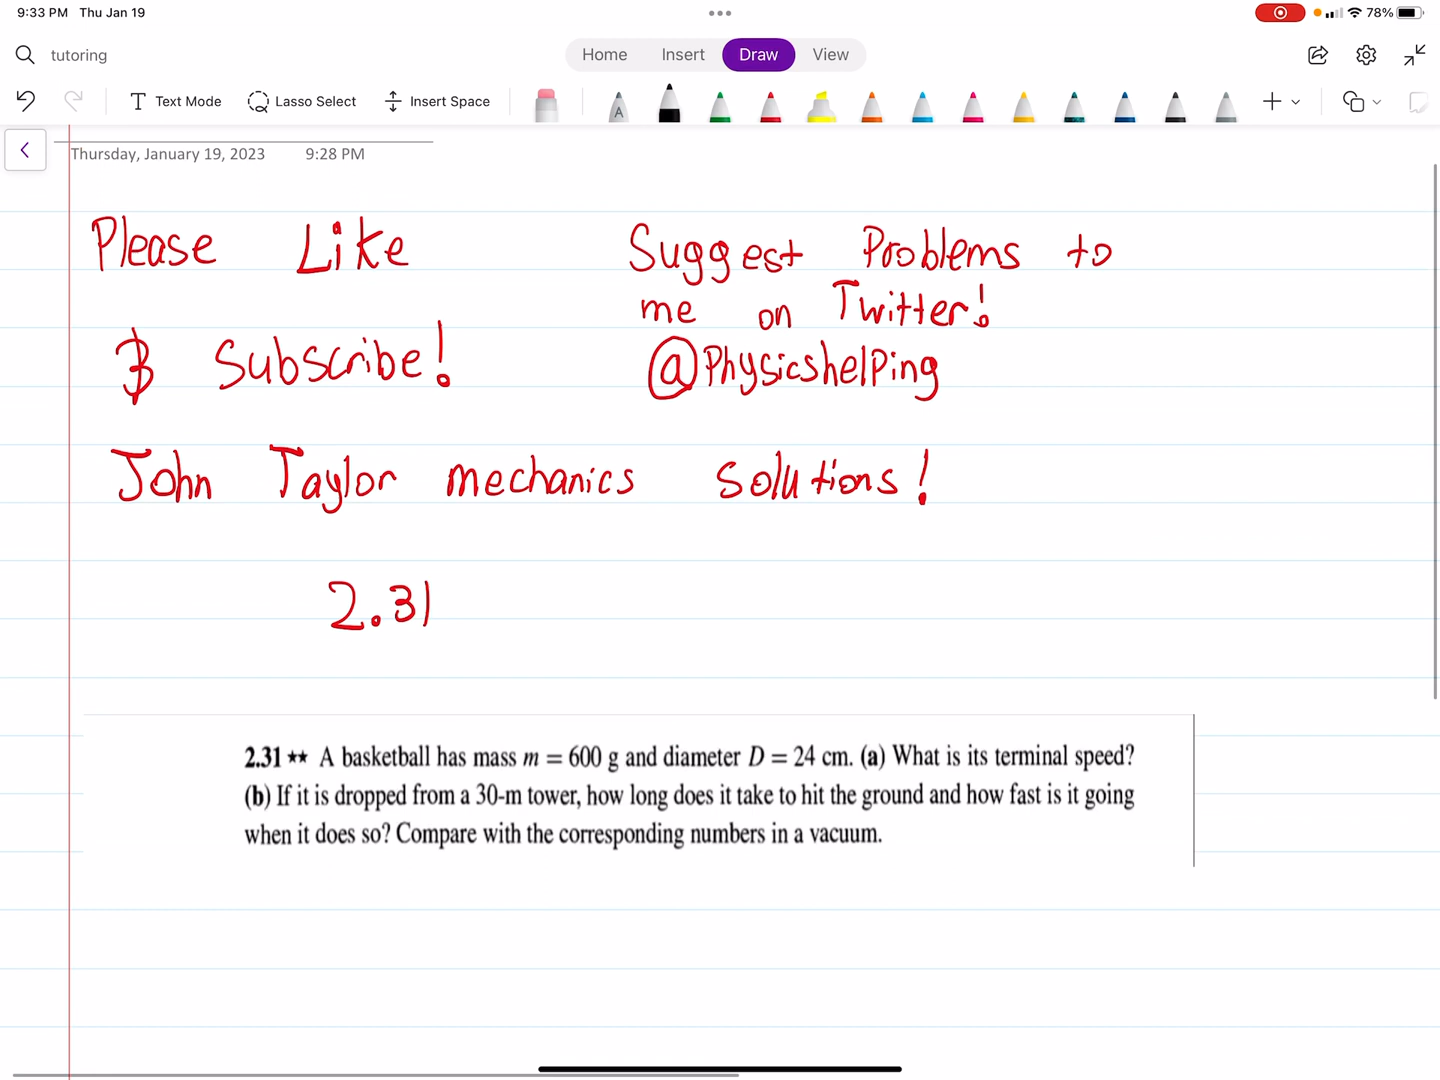 9:33 PM Thu Jan 19
78%
tutoring
Home Insert Draw View
Text Mode Lasso Select Insert Space
A
Thursday, January 19, 2023 9:28 PM
Please Like
& Subscribe!
Suggest Problems to
me on Twitter!
@Physicshelping
John Taylor mechanics solutions!
2.31
2.31 ** A basketball has mass m = 600 g and diameter D = 24 cm. (a) What is its terminal speed?
(b) If it is dropped from a 30-m tower, how long does it take to hit the ground and how fast is it going
when it does so? Compare with the corresponding numbers in a vacuum.